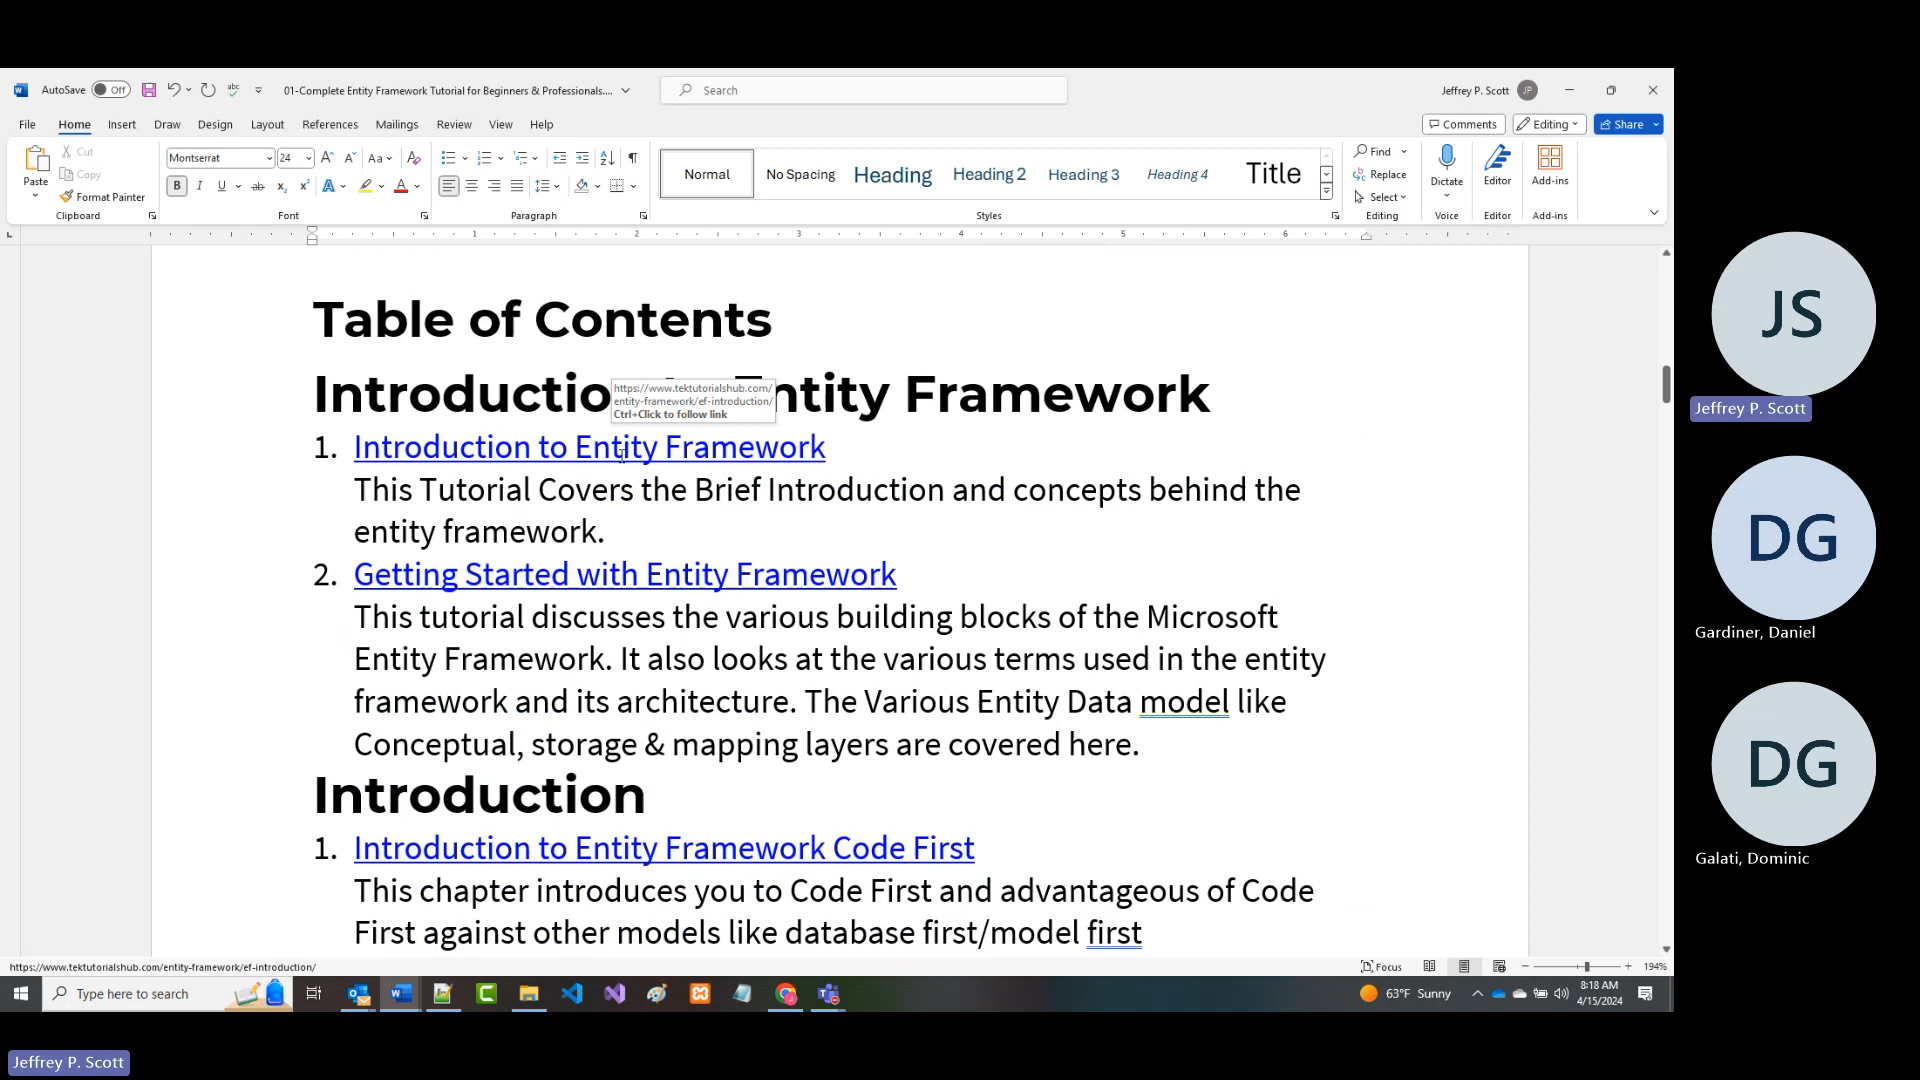 AutoSave Off 01-Complete Entity Framework Tutorial for Beginners & Professionals.... Search Jeffrey P. Scott JP
File Home Insert Draw Design Layout References Mailings Review View Help Comments Editing Share
Paste Cut Copy Format Painter
Montserrat 24
Normal No Spacing Heading Heading 2 Heading 3 Heading 4 Title
Find Replace Select
Dictate Editor Add-ins
Clipboard Font Paragraph Styles Editing Voice Editor Add-ins
1 2 3 4 5 6
Table of Contents
Introductio Entity Framework
https://www.tektutorialshub.com/
entity-framework/ef-introduction/
Ctrl+Click to follow link
1. Introduction to Entity Framework
This Tutorial Covers the Brief Introduction and concepts behind the
entity framework.
2. Getting Started with Entity Framework
This tutorial discusses the various building blocks of the Microsoft
Entity Framework. It also looks at the various terms used in the entity
framework and its architecture. The Various Entity Data model like
Conceptual, storage & mapping layers are covered here.
Introduction
1. Introduction to Entity Framework Code First
This chapter introduces you to Code First and advantageous of Code
First against other models like database first/model first
https://www.tektutorialshub.com/entity-framework/ef-introduction/ Focus 194%
Type here to search 63°F Sunny 8:18 AM
4/15/2024
JS
Jeffrey P. Scott
DG
Gardiner, Daniel
DG
Galati, Dominic
Jeffrey P. Scott